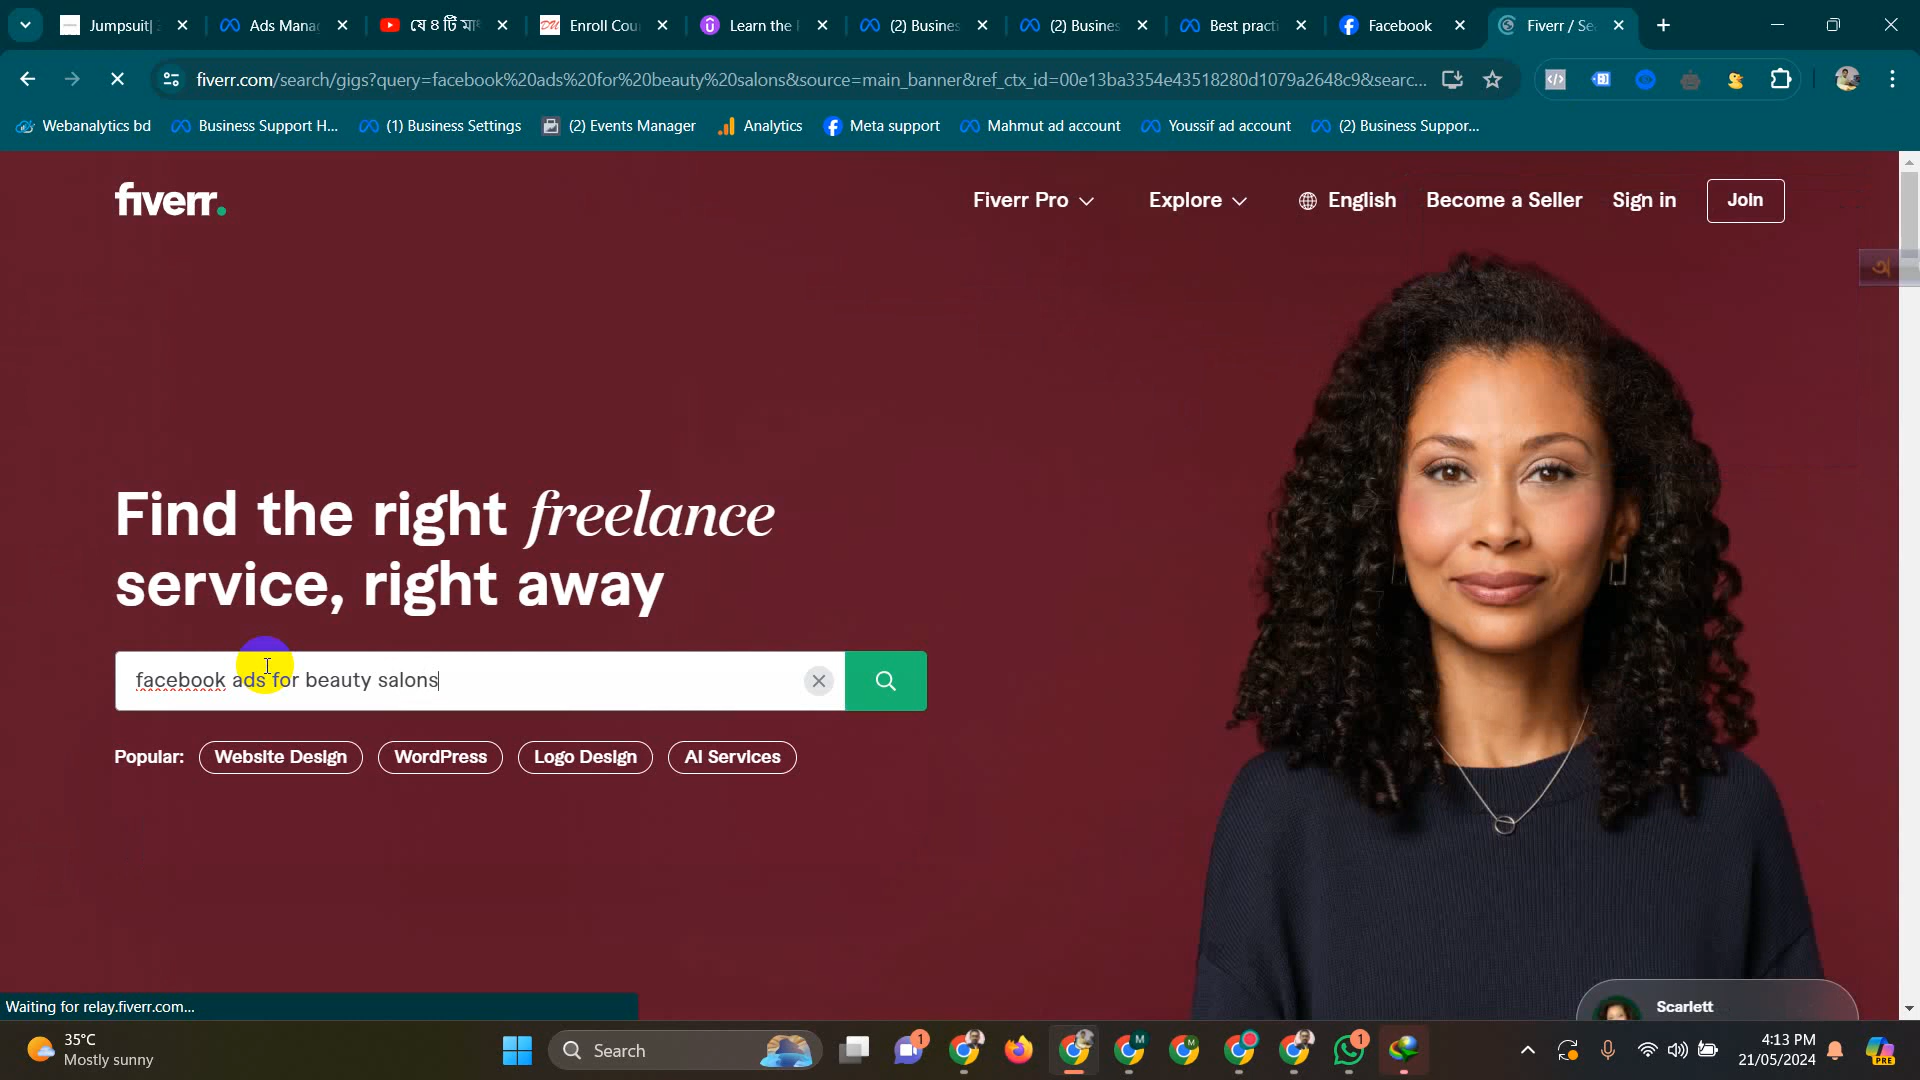 Jumpsuit|
Ads Mana
যে ৪ টি মাধ
Enroll Cou
Learn the
(2) Busines
(2) Busines
Best practi
Facebook
Fiverr / Se
fiverr.com/search/gigs?query=facebook%20ads%20for%20beauty%20salons&source=main_banner&ref_ctx_id=00e13ba3354e43518280d1079a2648c9&searc...
Webanalytics bd
Business Support H...
(1) Business Settings
(2) Events Manager
Analytics
Meta support
Mahmut ad account
Youssif ad account
(2) Business Suppor...
fiverr.
Fiverr Pro
Explore
English
Become a Seller
Sign in
Join
অ
Find the right freelance
service, right away
facebook ads for beauty salons
Popular:
Website Design
WordPress
Logo Design
AI Services
Scarlett
Waiting for relay.fiverr.com...
35°C
Mostly sunny
Search
1
M
M
1
4:13 PM
21/05/2024
PRE